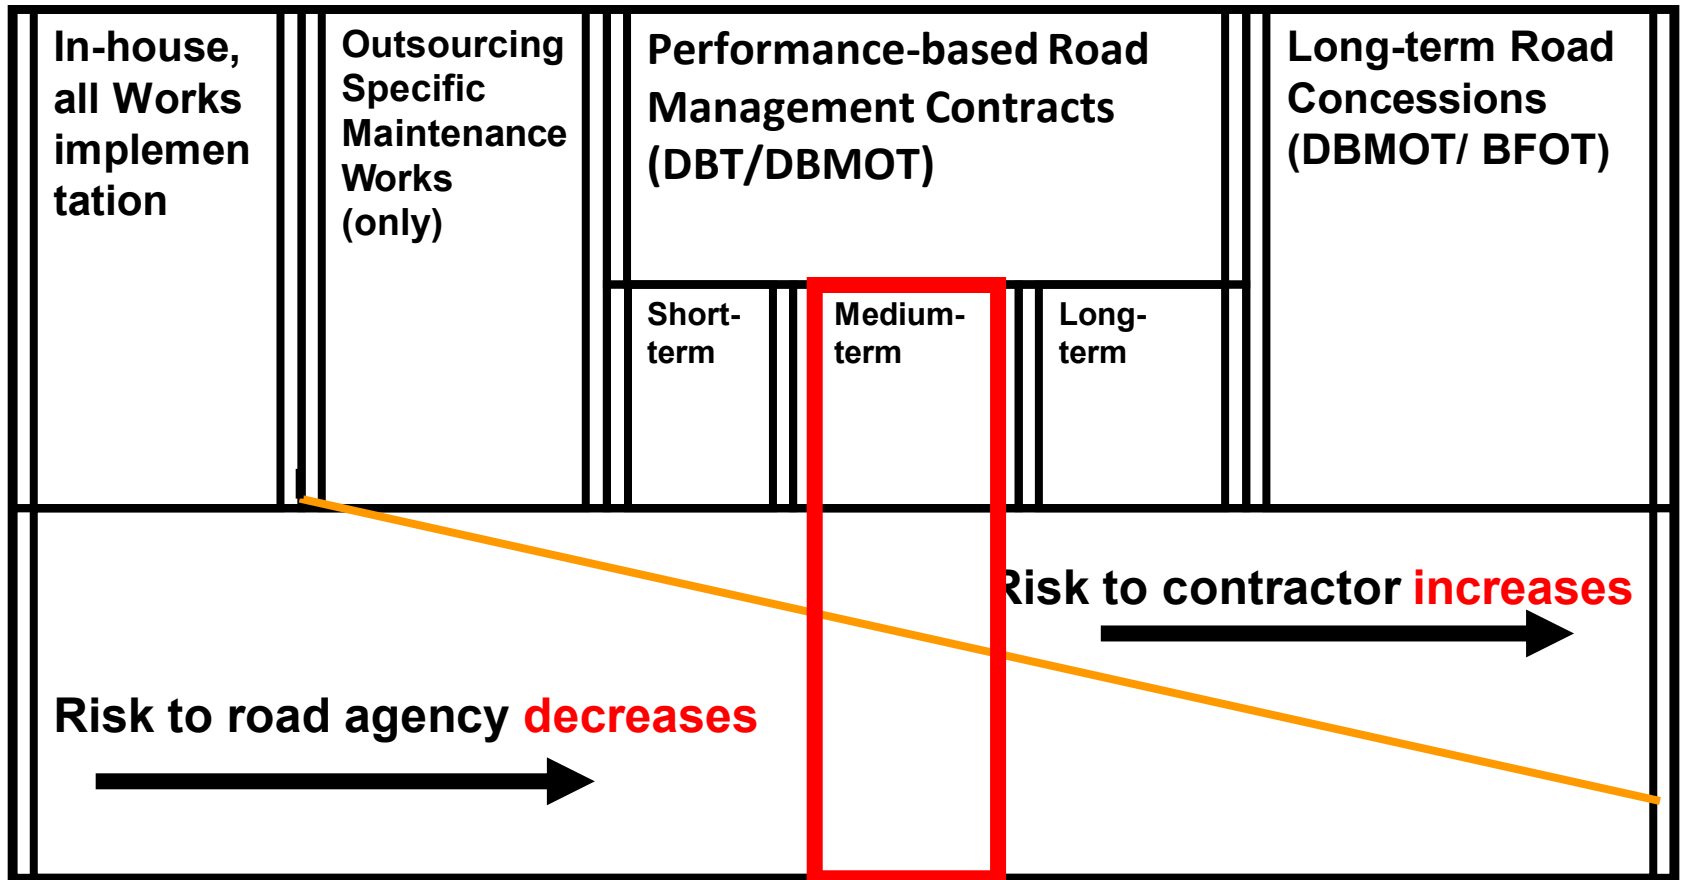 In-house,
all Works
implemen
tation
Outsourcing
Specific
Maintenance
Works
(only)
Performance-based Road
Management Contracts
(DBT/DBMOT)
Long-term Road
Concessions
(DBMOT/ BFOT)
Short-
term
Medium-
term
Long-
term
Risk to contractor increases
Risk to road agency decreases